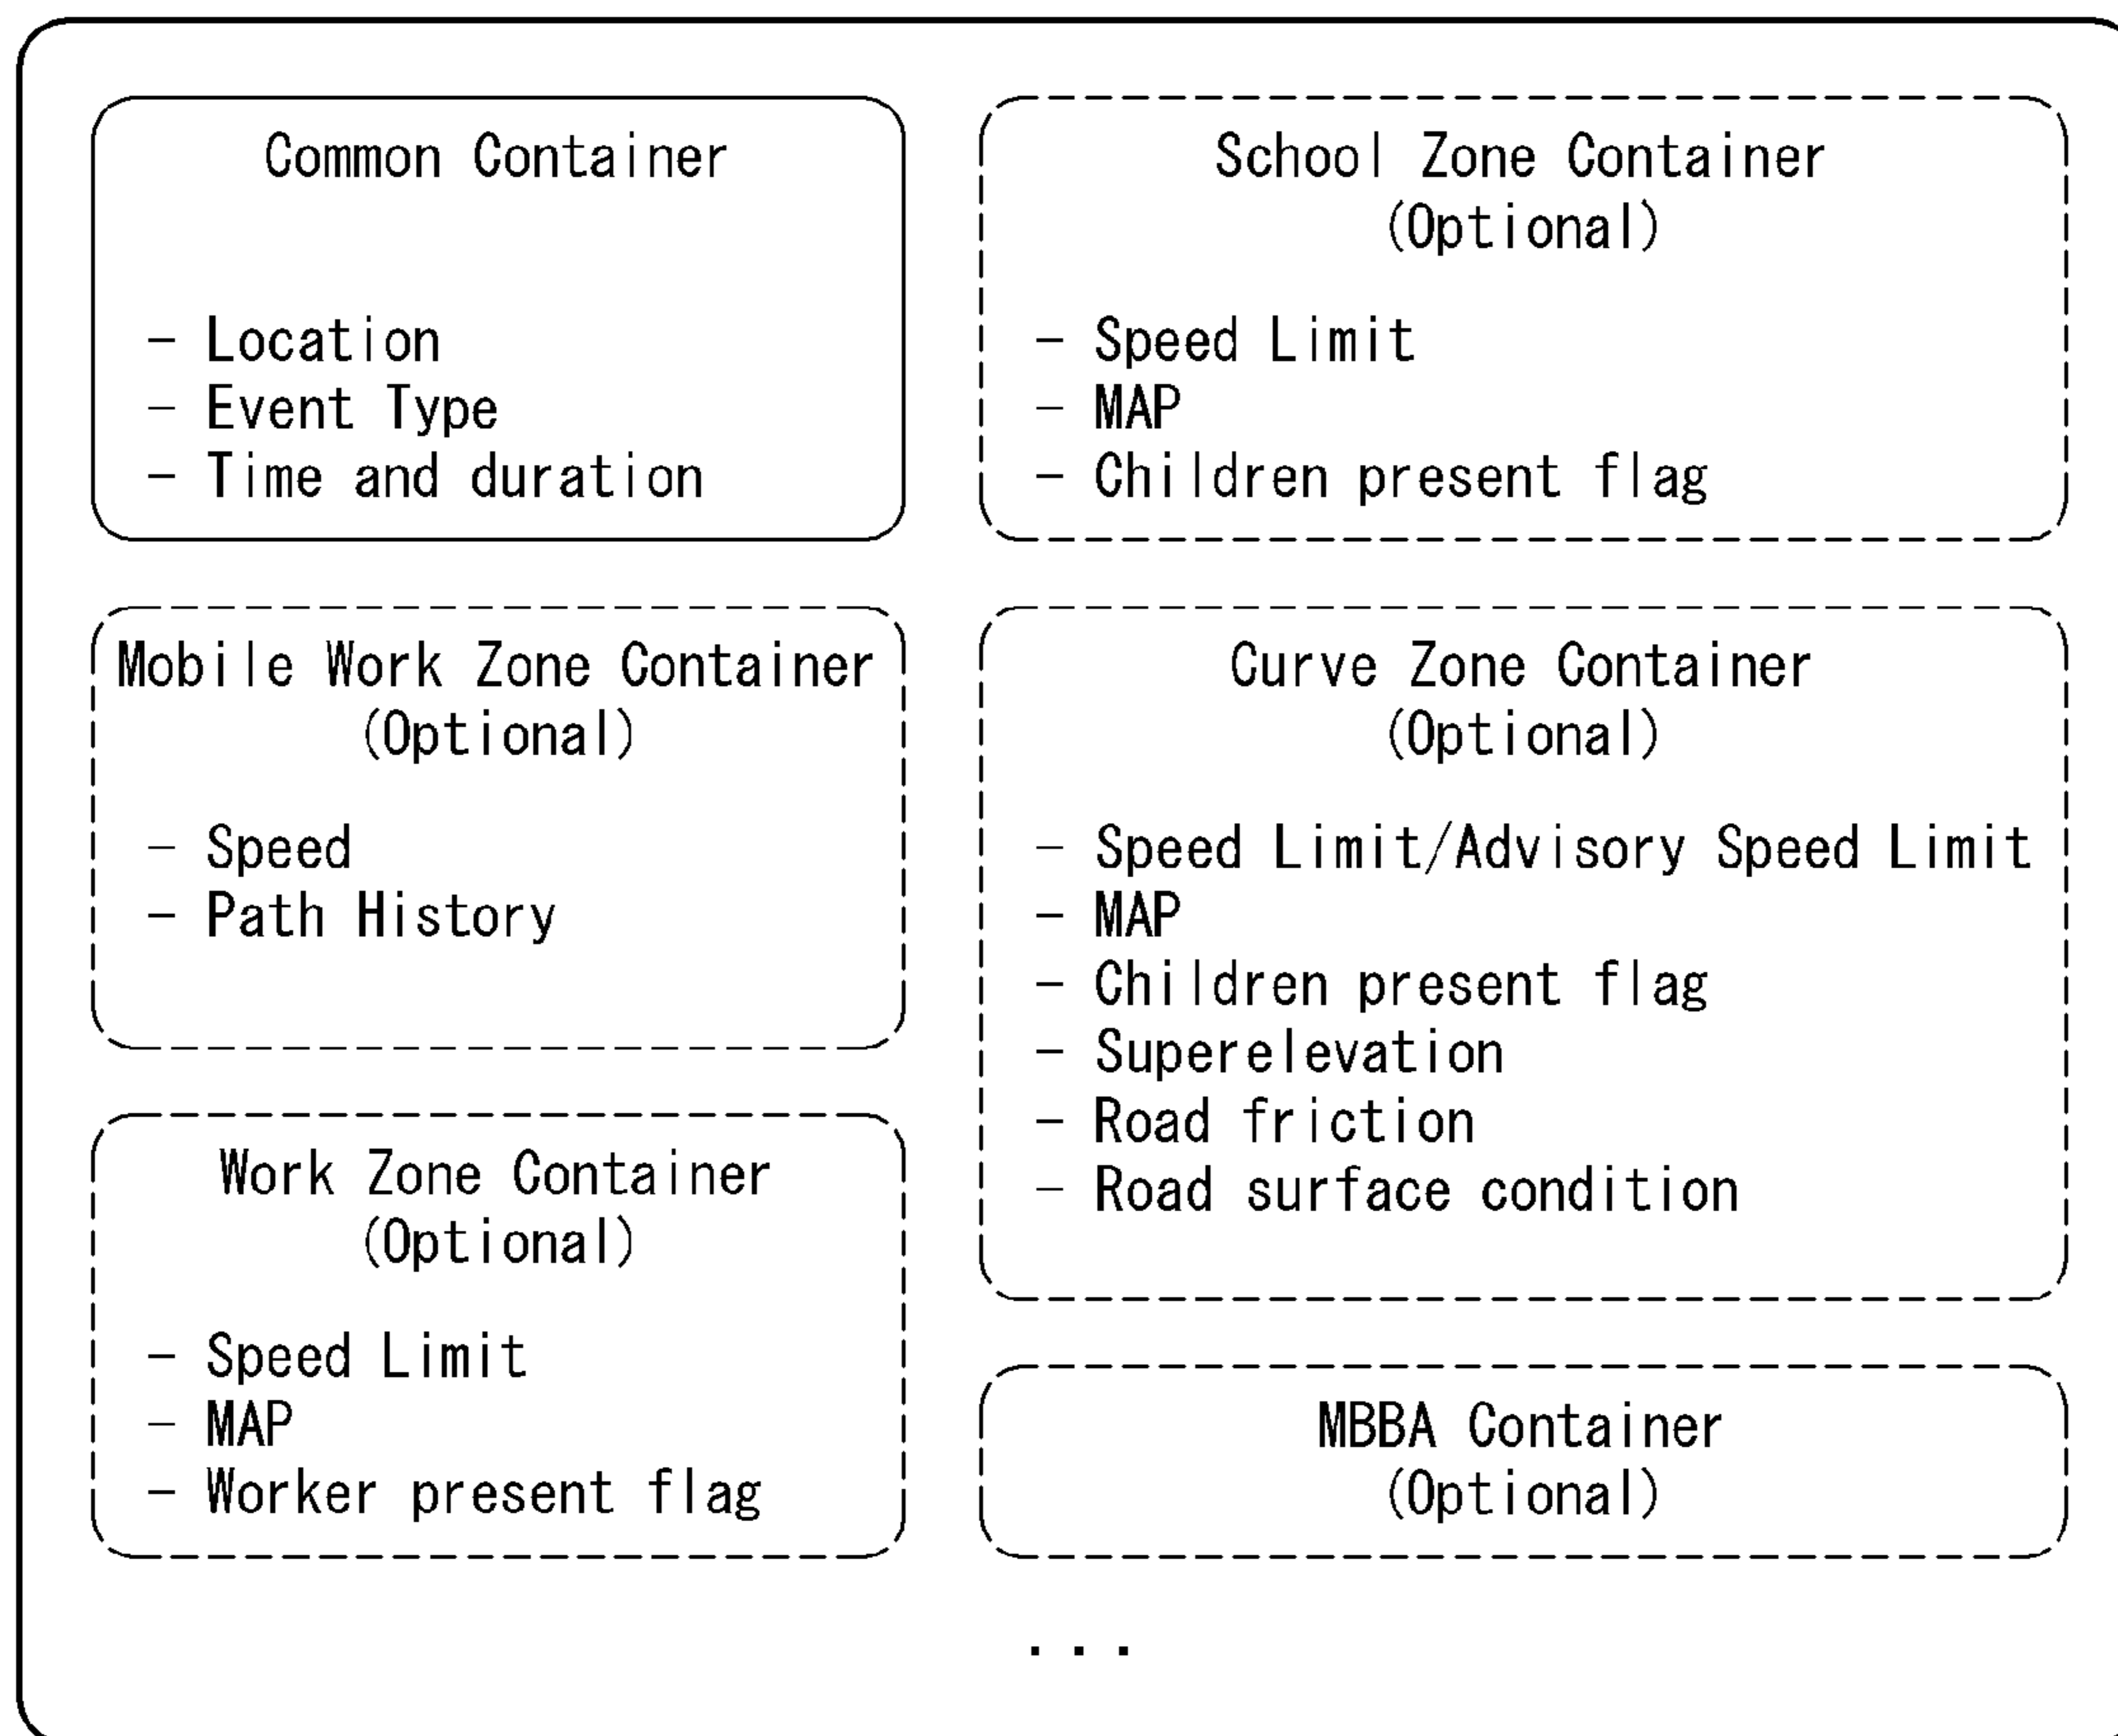 Common Container
- Location
- Event Type
- Time and duration
School Zone Container
(Optional)
- Speed Limit
- MAP
- Children present flag
Mobile Work Zone Container
(Optional)
- Speed
- Path History
Curve Zone Container
(Optional)
- Speed Limit/Advisory Speed Limit
- MAP
- Children present flag
- Superelevation
- Road friction
- Road surface condition
Work Zone Container
(Optional)
- Speed Limit
- MAP
- Worker present flag
MBBA Container
(Optional)
...